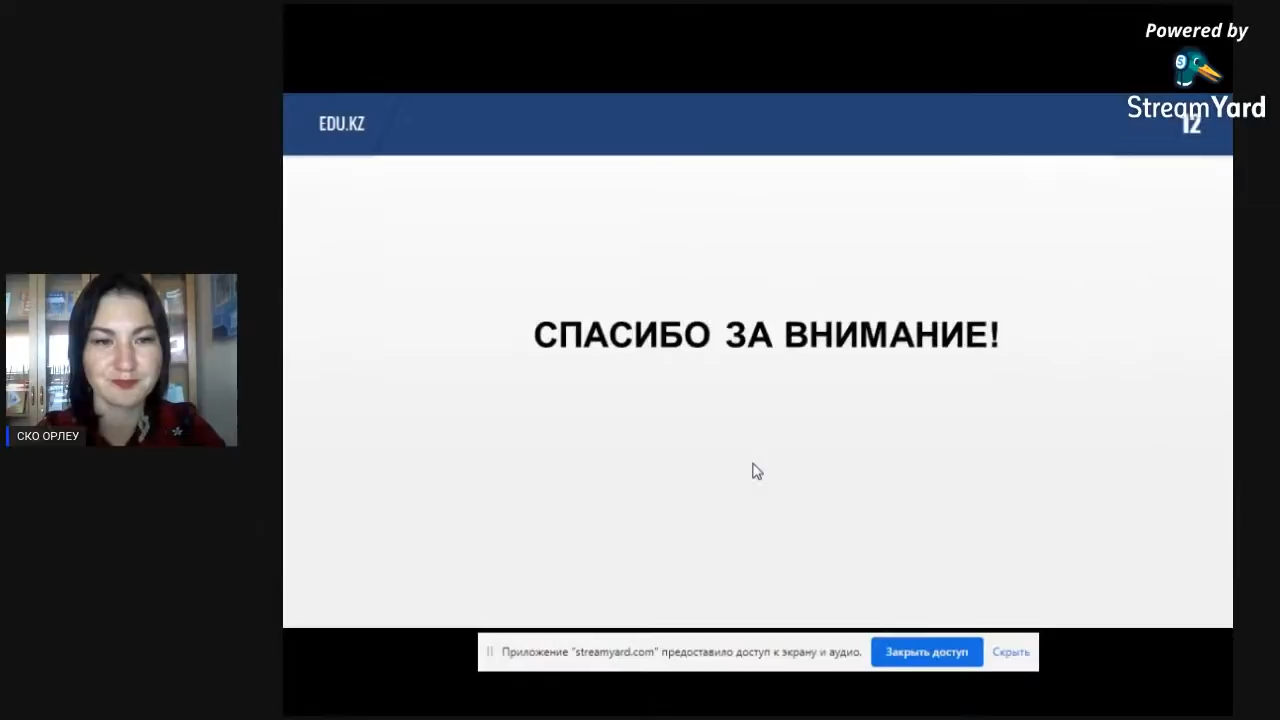 Powered by
StreamYard
EDU.KZ
12
СПАСИБО ЗА ВНИМАНИЕ!
СКО ОРЛЕУ
Приложение "streamyard.com" предоставило доступ к экрану и аудио.
Закрыть доступ
Скрыть